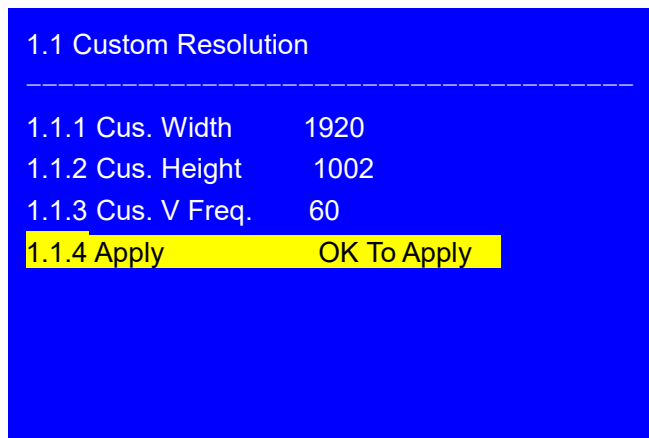 1.1 Custom Resolution
1.1.1 Cus. Width 1920
1.1.2 Cus. Height 1002
1.1.3 Cus. V Freq. 60
1.1.4 Apply OK To Apply